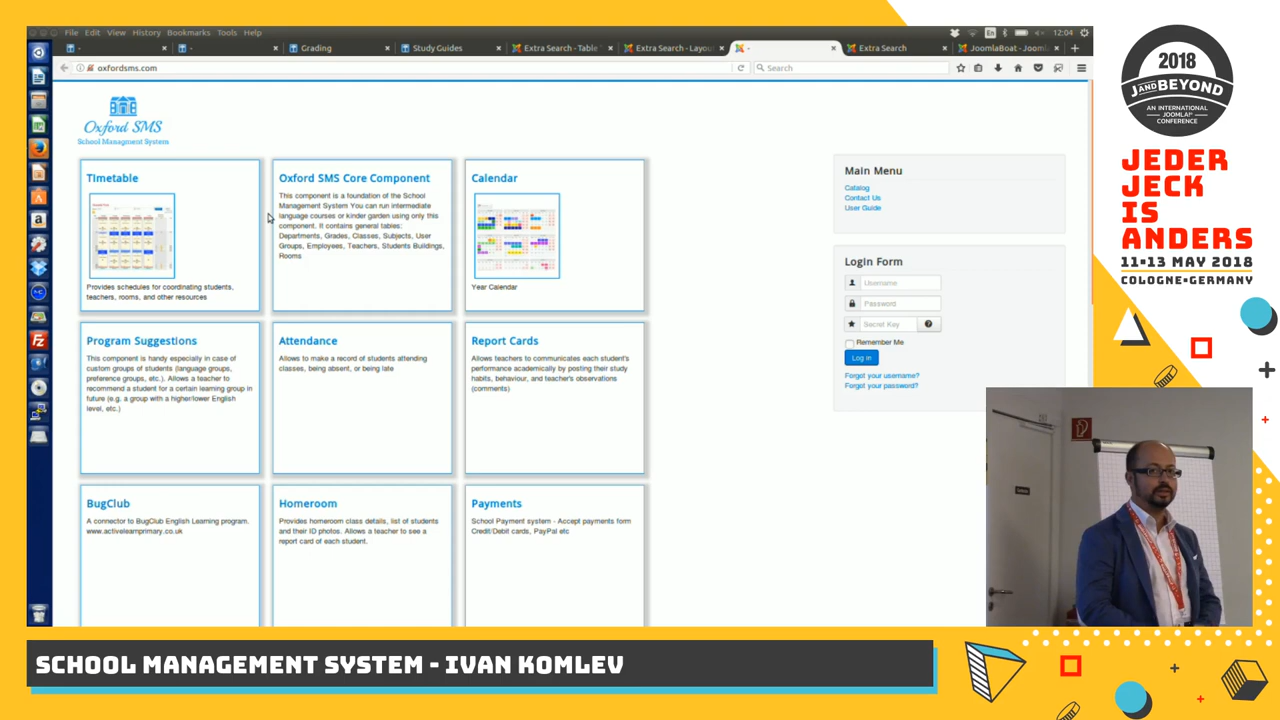 File Edit View History Bookmarks Tools Help
En
12:04
Grading
Study Guides
Extra Search - Table
Extra Search - Layou
Extra Search
JoomlaBoat - Jooml
oxfordsms.com
Search
Oxford SMS
School Managment System
TImetable
Provides schedules for coordinating students,
teachers, rooms, and other resources
Oxford SMS Core Component
This component is a foundation of the School
Management System You can run intermediate
language courses or kinder garden using only this
component. It contains general tables:
Departments, Grades, Classes, Subjects, User
Groups, Employees, Teachers, Students Buildings,
Rooms
Calendar
Year Calendar
Program Suggestions
This component is handy especially in case of
custom groups of students (language groups,
preference groups, etc.). Allows a teacher to
recommend a student for a certain learning group in
future (e.g. a group with a higher/lower English
level, etc.)
Attendance
Allows to make a record of students attending
classes, being absent, or being late
Report Cards
Allows teachers to communicates each student's
performance academically by posting their study
habits, behaviour, and teacher's observations
(comments)
BugClub
A connector to BugClub English Learning program.
www.activelearnprimary.co.uk
Homeroom
Provides homeroom class details, list of students
and their ID photos. Allows a teacher to see a
report card of each student.
Payments
School Payment system - Accept payments form
Credit/Debit cards, PayPal etc
Main Menu
Catalog
Contact Us
User Guide
Login Form
Username
Password
Secret Key
Remember Me
Log in
Forgot your username?
Forgot your password?
2018
J AND BEYOND
AN INTERNATIONAL
JOOMLA! CONFERENCE
JEDER
JECK
IS
ANDERS
11-13 MAY 2018
COLOGNE-GERMANY
SCHOOL MANAGEMENT SYSTEM - IVAN KOMLEV